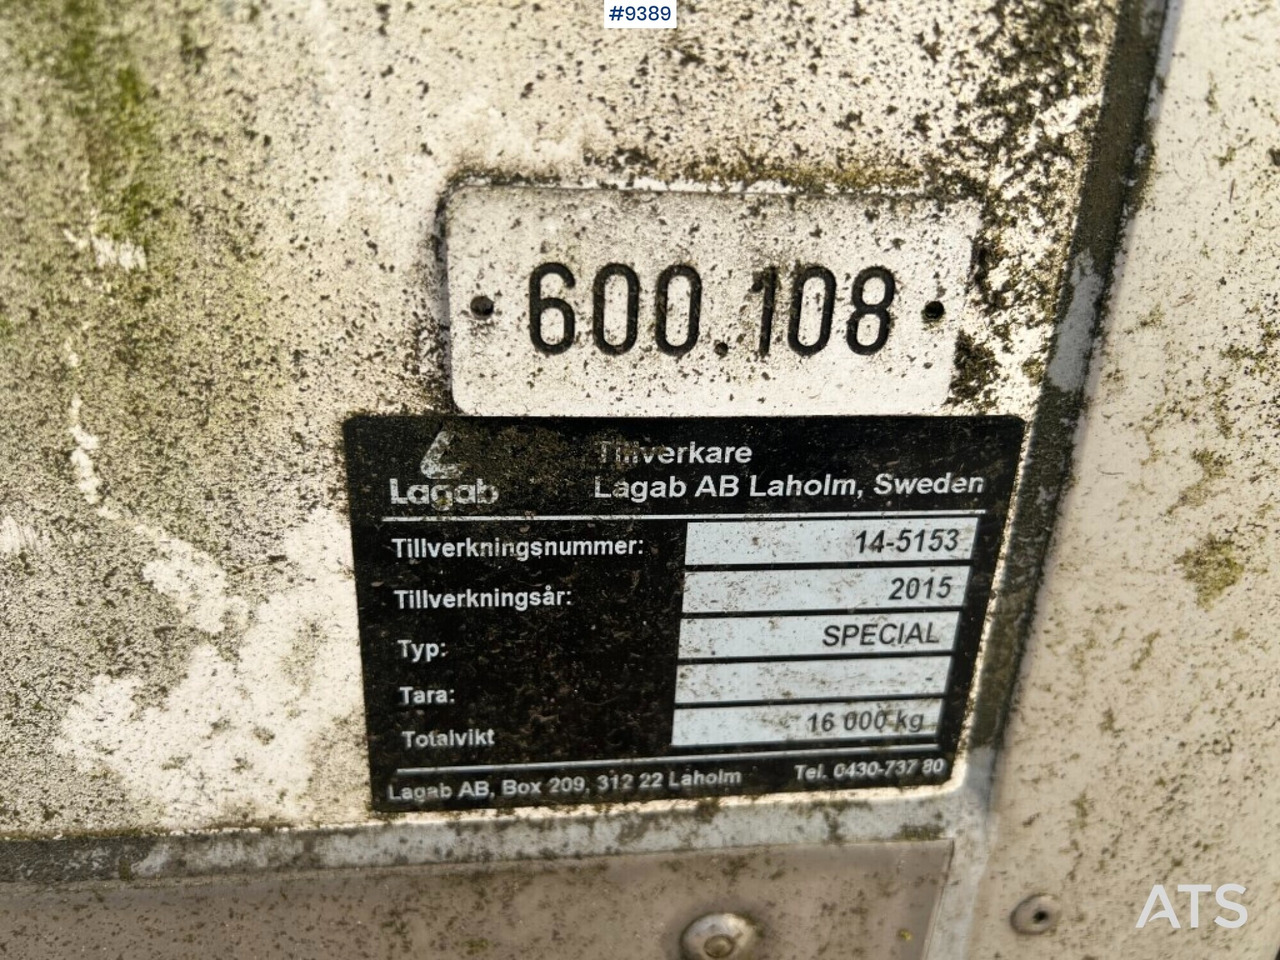 #9389
600.108
Tillverkare
Lagab
Lagab AB Laholm, Sweden
Tillverkningsnummer: 14-5153
Tillverkningsår: 2015
Typ: SPECIAL
Tara:
Totalvikt 16 000 kg
Lagab AB, Box 209, 312 22 Laholm Tel. 0430-737 80
ATS